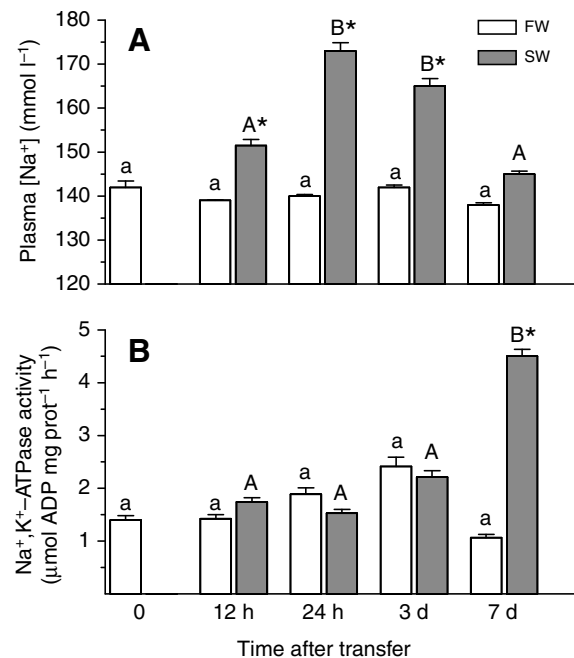 A
FW
SW
Plasma [Na⁺] (mmol l⁻¹)
180
170
160
150
140
130
120
a
a
A*
a
B*
a
B*
a
A
B
Na⁺,K⁺–ATPase activity
(μmol ADP mg prot⁻¹ h⁻¹)
5
4
3
2
1
a
a
A
a
A
a
A
a
B*
0
12 h
24 h
3 d
7 d
Time after transfer